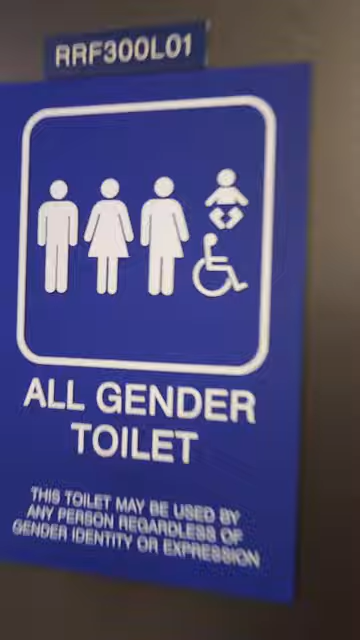 RRF300L01
ALL GENDER
TOILET
THIS TOILET MAY BE USED BY
ANY PERSON REGARDLESS OF
GENDER IDENTITY OR EXPRESSION